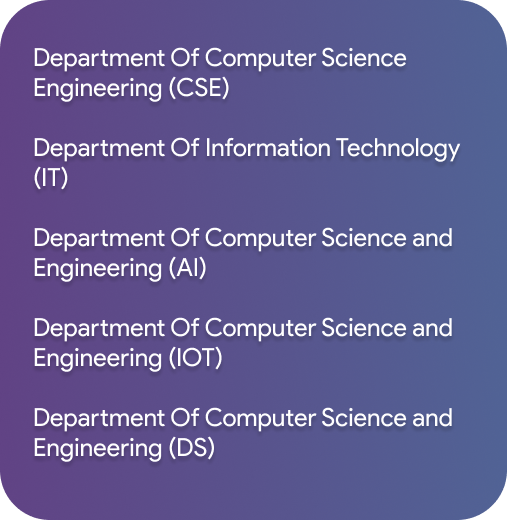 Department Of Computer Science
Engineering (CSE)
Department Of Information Technology
(IT)
Department Of Computer Science and
Engineering (AI)
Department Of Computer Science and
Engineering (IOT)
Department Of Computer Science and
Engineering (DS)